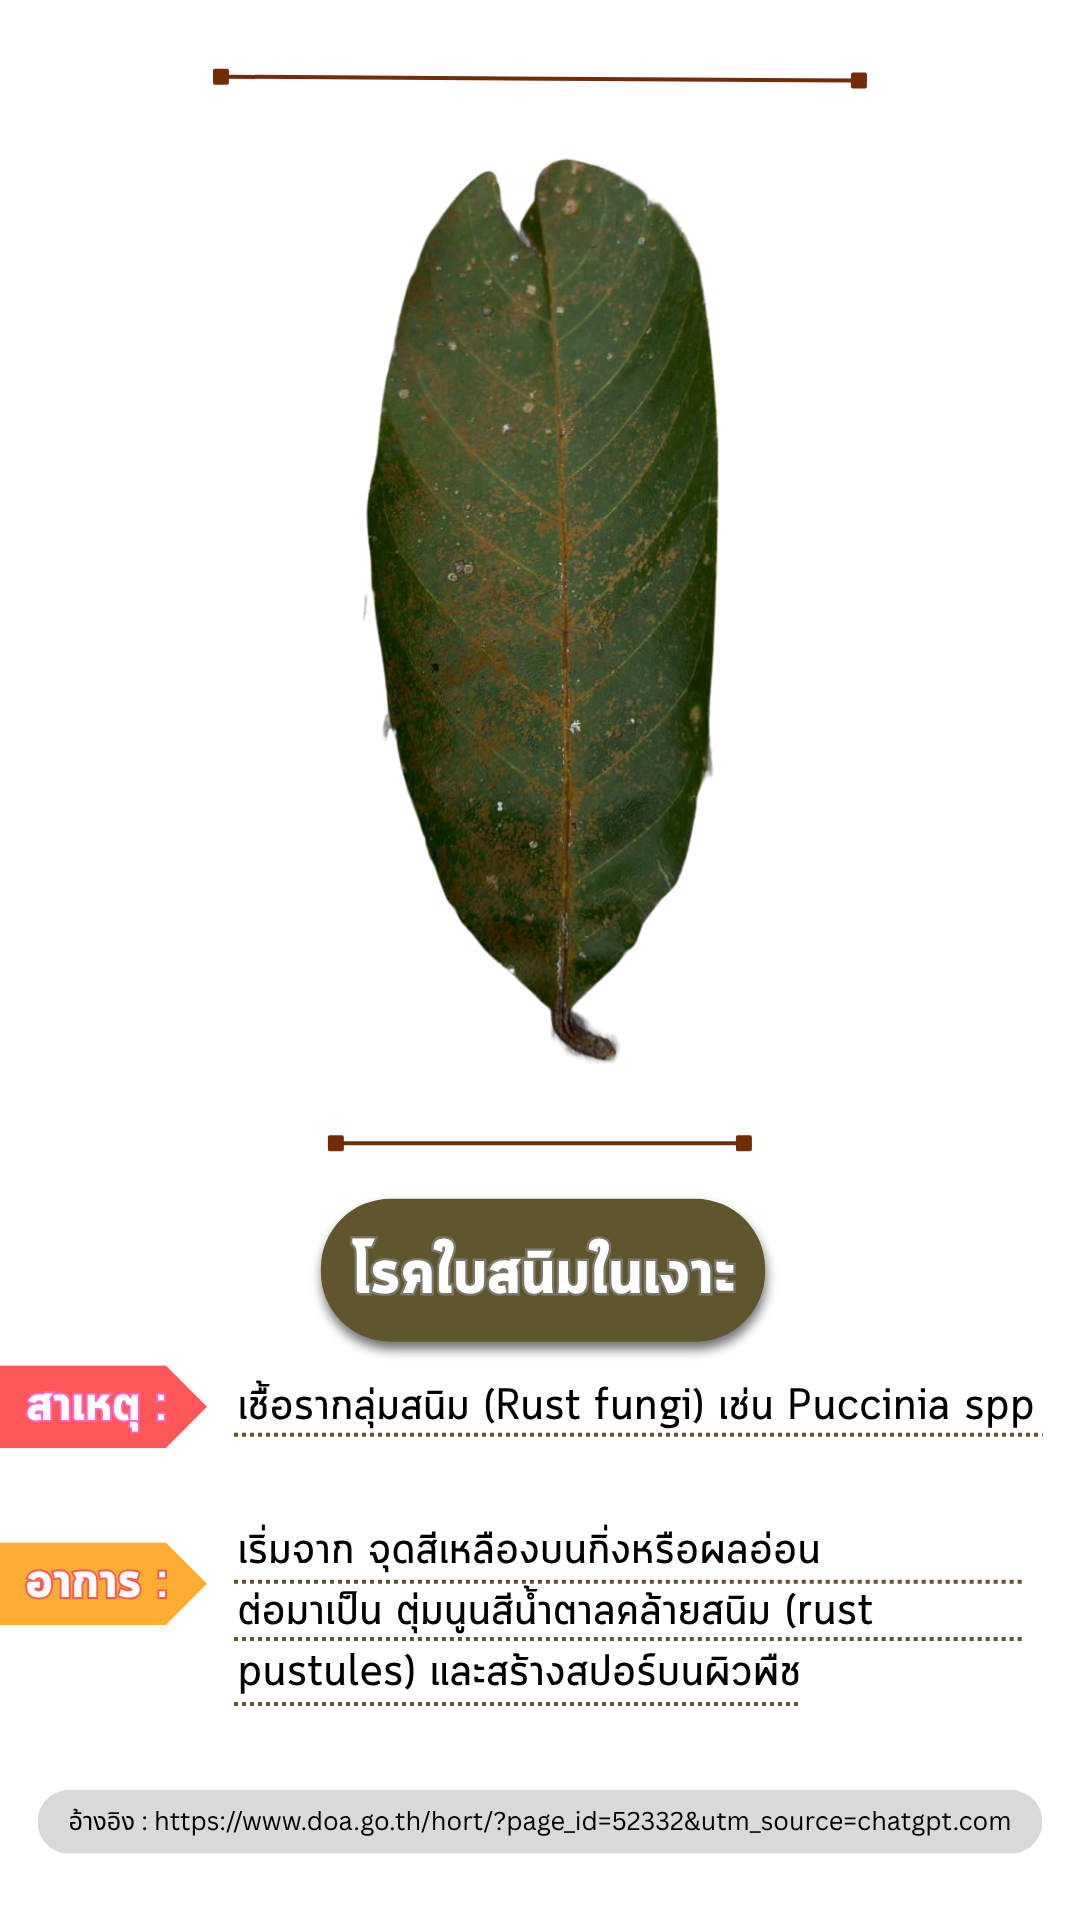 โรคใบสนิมในเงาะ
สาเหตุ :
เชื้อรากลุ่มสนิม (Rust fungi) เช่น Puccinia spp
อาการ :
เริ่มจาก จุดสีเหลืองบนกิ่งหรือผลอ่อน
ต่อมาเป็น ตุ่มนูนสีน้ำตาลคล้ายสนิม (rust
pustules) และสร้างสปอร์บนผิวพืช
อ้างอิง : https://www.doa.go.th/hort/?page_id=52332&utm_source=chatgpt.com